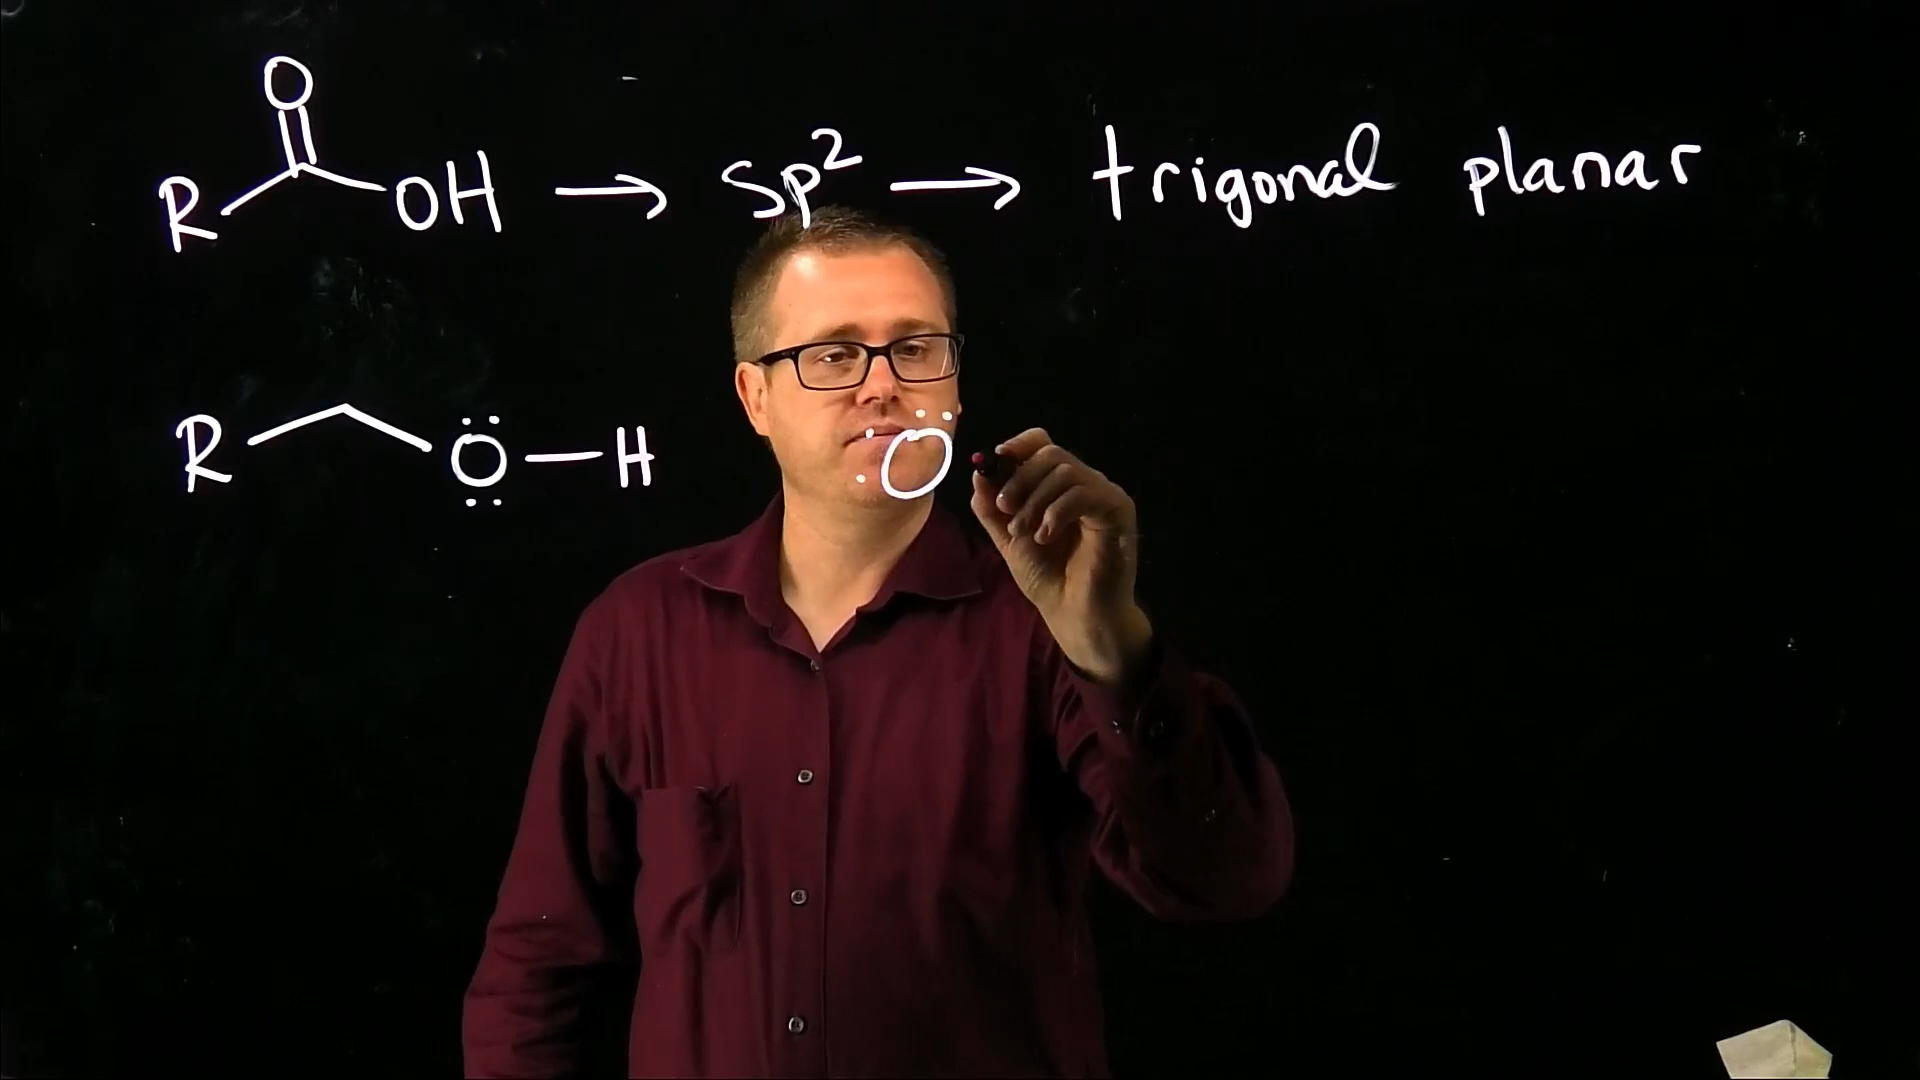 O
R OH → sp² → trigonal planar
R Ö — H :Ö